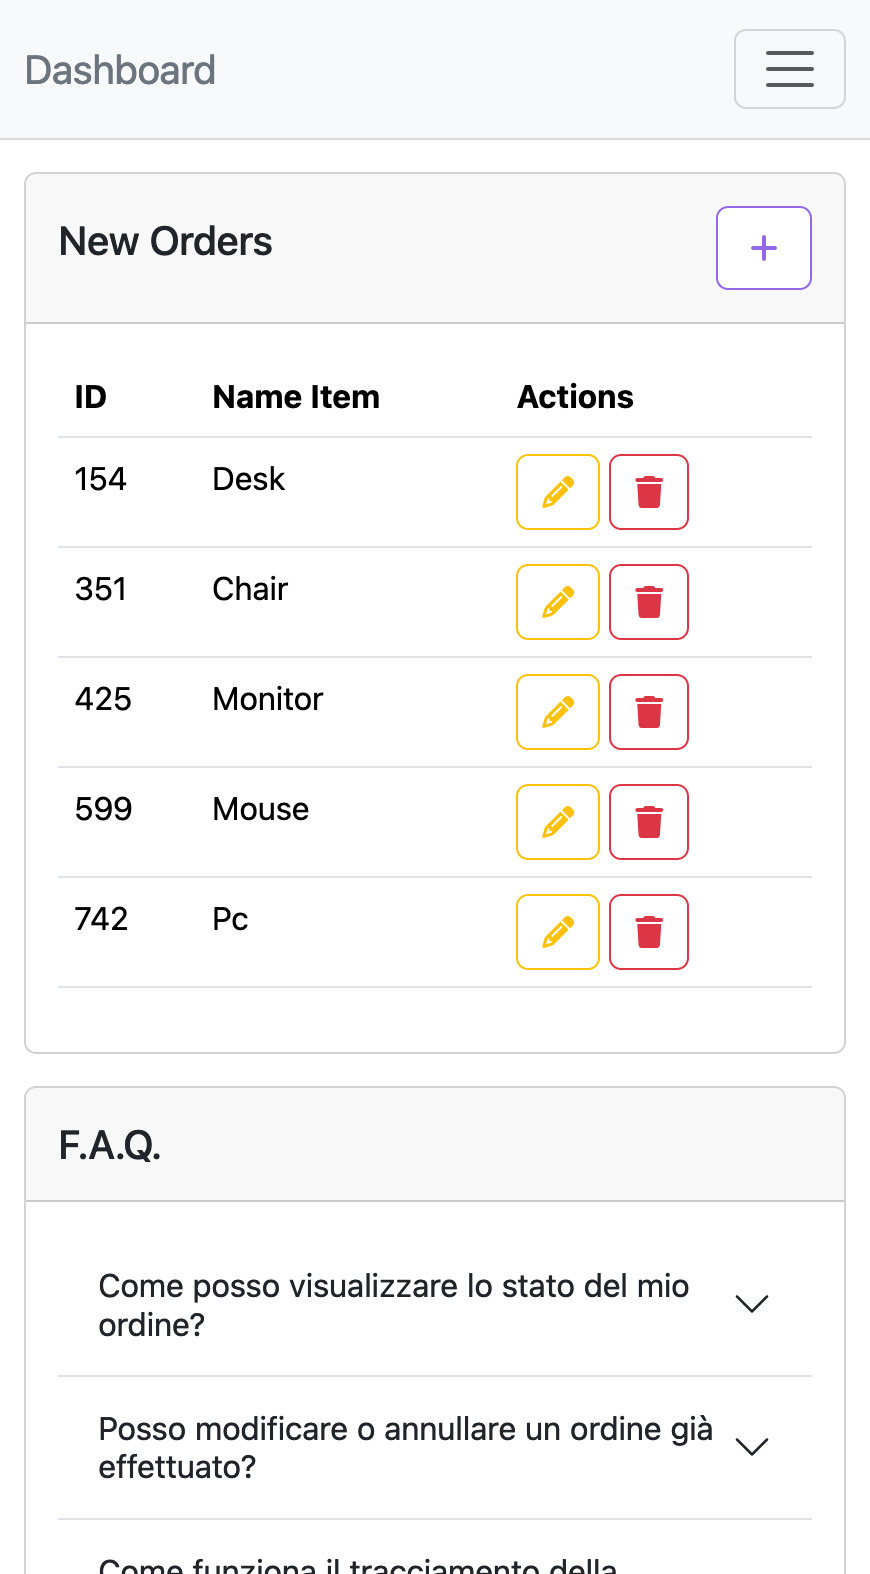 Dashboard
New Orders
ID Name Item Actions
154 Desk
351 Chair
425 Monitor
599 Mouse
742 Pc
F.A.Q.
Come posso visualizzare lo stato del mio
ordine?
Posso modificare o annullare un ordine già
effettuato?
Come funziona il tracciamento della